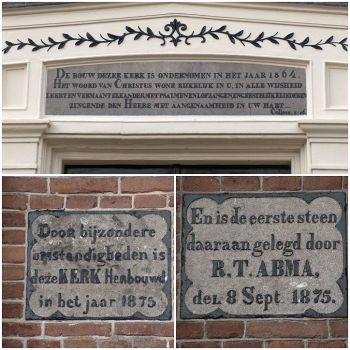 DE BOUW DEZER KERK IS ONDERNOMEN IN HET JAAR 1864.
HET WOORD VAN CHRISTUS WONE RIJKELIJK IN U, IN ALLE WIJSHEID
LEERT EN VERMAANT ELKANDER, MET PSALMEN EN LOFZANGEN, EN GEESTELIJKE LIEDEREN
ZINGENDE DEN HEERE MET AANGENAAMHEID IN UW HART
Door bijzondere
omstandigheden is
deze KERK Herbouwd
in het jaar 1875
En is de eerste steen
daaraan gelegd door
R. T. ABMA,
den 8 Sept. 1875.